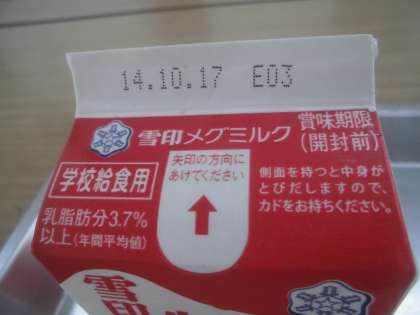 14.10.17 E03
雪印メグミルク
賞味期限
(開封前)
学校給食用
矢印の方向に
あけてください
側面を持つと中身が
とびだしますので、
カドをお持ちください。
乳脂肪分3.7%
以上(年間平均値)
雪印